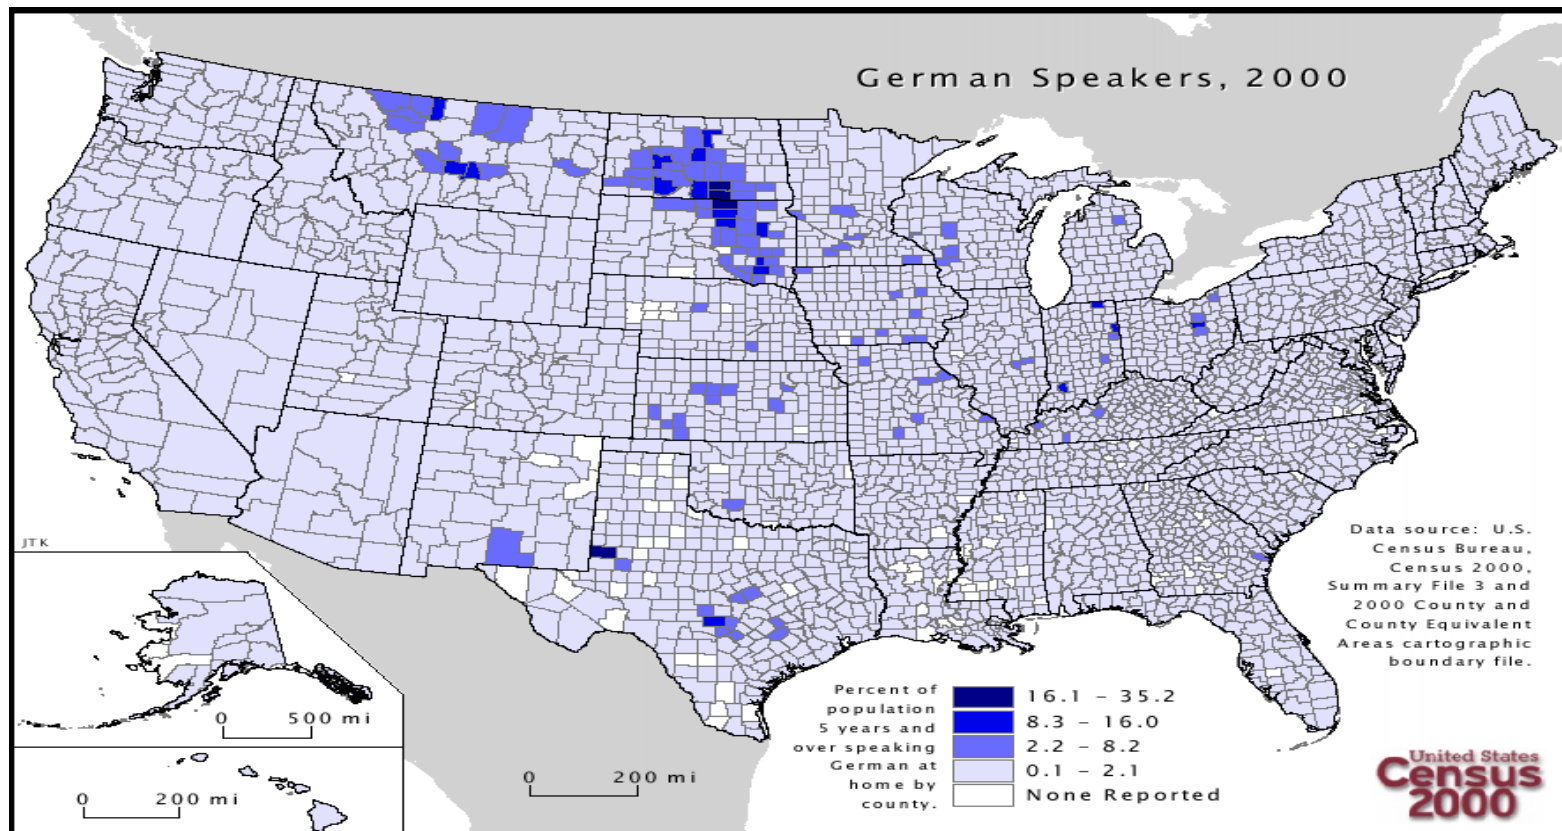 German Speakers, 2000
JTK
Data source: U.S.
Census Bureau,
Census 2000,
Summary File 3 and
2000 County and
County Equivalent
Areas cartographic
boundary file.
Percent of
population
5 years and
over speaking
German at
home by
county.
16.1 – 35.2
8.3 – 16.0
2.2 – 8.2
0.1 – 2.1
None Reported
0 500 mi
0 200 mi
0 200 mi
United States
Census
2000